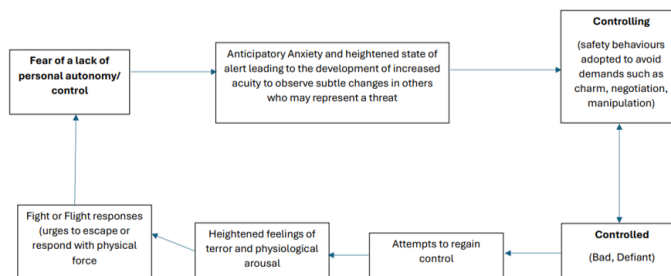 Fear of a lack of
personal autonomy/
control
Anticipatory Anxiety and heightened state of
alert leading to the development of increased
acuity to observe subtle changes in others
who may represent a threat
Controlling
(safety behaviours
adopted to avoid
demands such as
charm, negotiation,
manipulation)
Fight or Flight responses
(urges to escape or
respond with physical
force
Heightened feelings of
terror and physiological
arousal
Attempts to regain
control
Controlled
(Bad, Defiant)